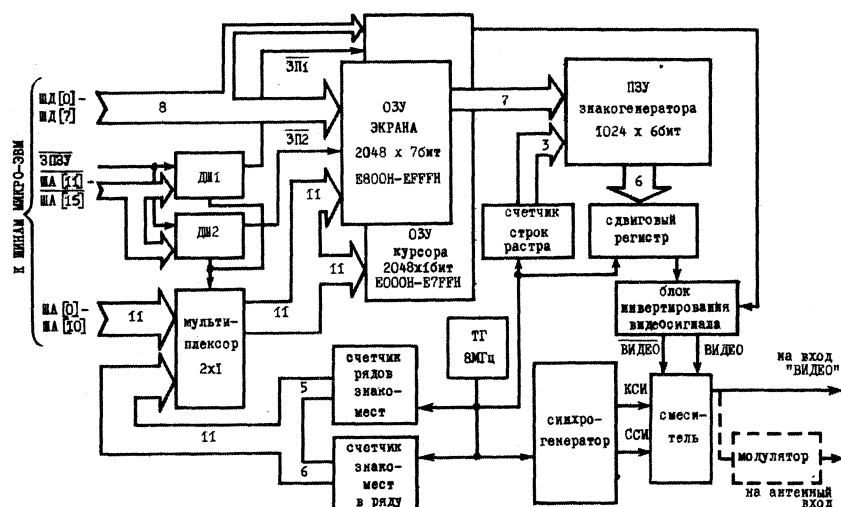 К ШИНАМ МИКРО-ЭВМ
ШД [0] -
ШД [7]
8
ЗПЗУ
ША [11] -
ША [15]
ДШ1
ДШ2
ША [0] -
ША [10]
11
МУЛЬТИ-
ПЛЕКСОР
2x1
ЗП1
ЗП2
11
11
11
11
ОЗУ
ЭКРАНА
2048 x 7бит
E800H-EFFFH
ОЗУ
курсора
2048x1бит
E000H-E7FFH
7
ПЗУ
знакогенератора
1024 x 6бит
3
6
счетчик
строк
растра
сдвиговый
регистр
блок
инвертирования
видеосигнала
ВИДЕО
ВИДЕО
ТГ
8МГц
счетчик
рядов
знако-
мест
5
счетчик
знако-
мест
в ряду
6
синхро-
генератор
КСИ
ССИ
смеси-
тель
на вход
"ВИДЕО"
модулятор
на антенный
вход